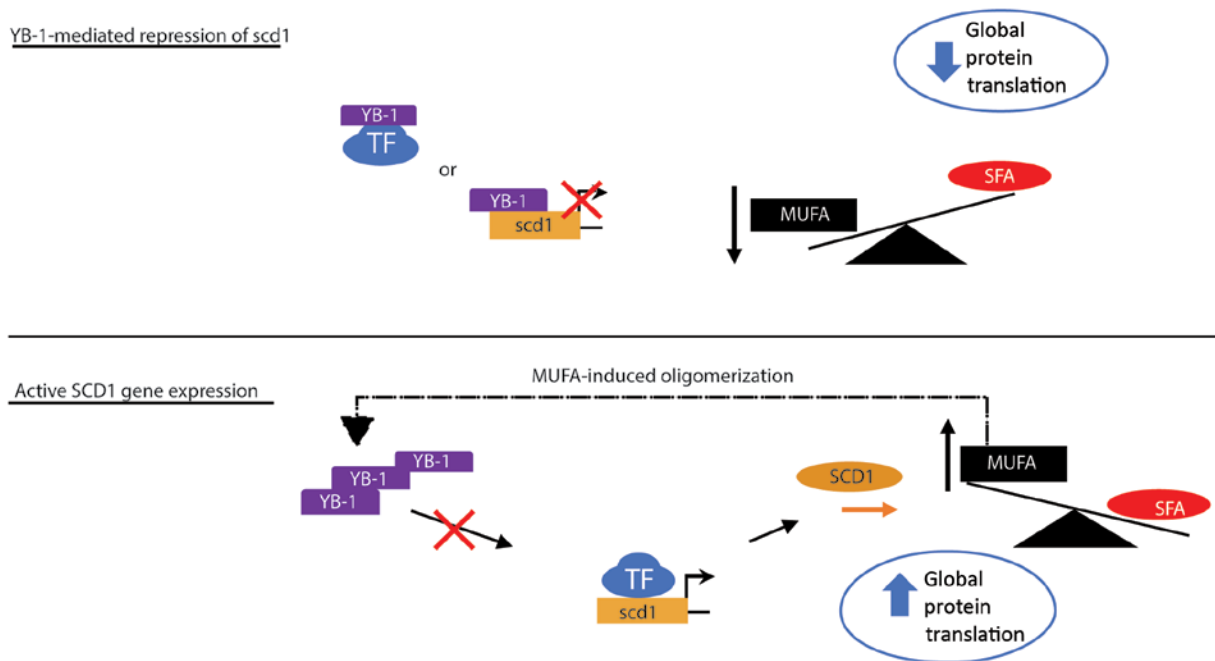 YB-1-mediated repression of scd1
Global
protein
translation
YB-1
TF
or
YB-1
scd1
MUFA
SFA
Active SCD1 gene expression
MUFA-induced oligomerization
YB-1
YB-1
YB-1
SCD1
MUFA
SFA
TF
scd1
Global
protein
translation